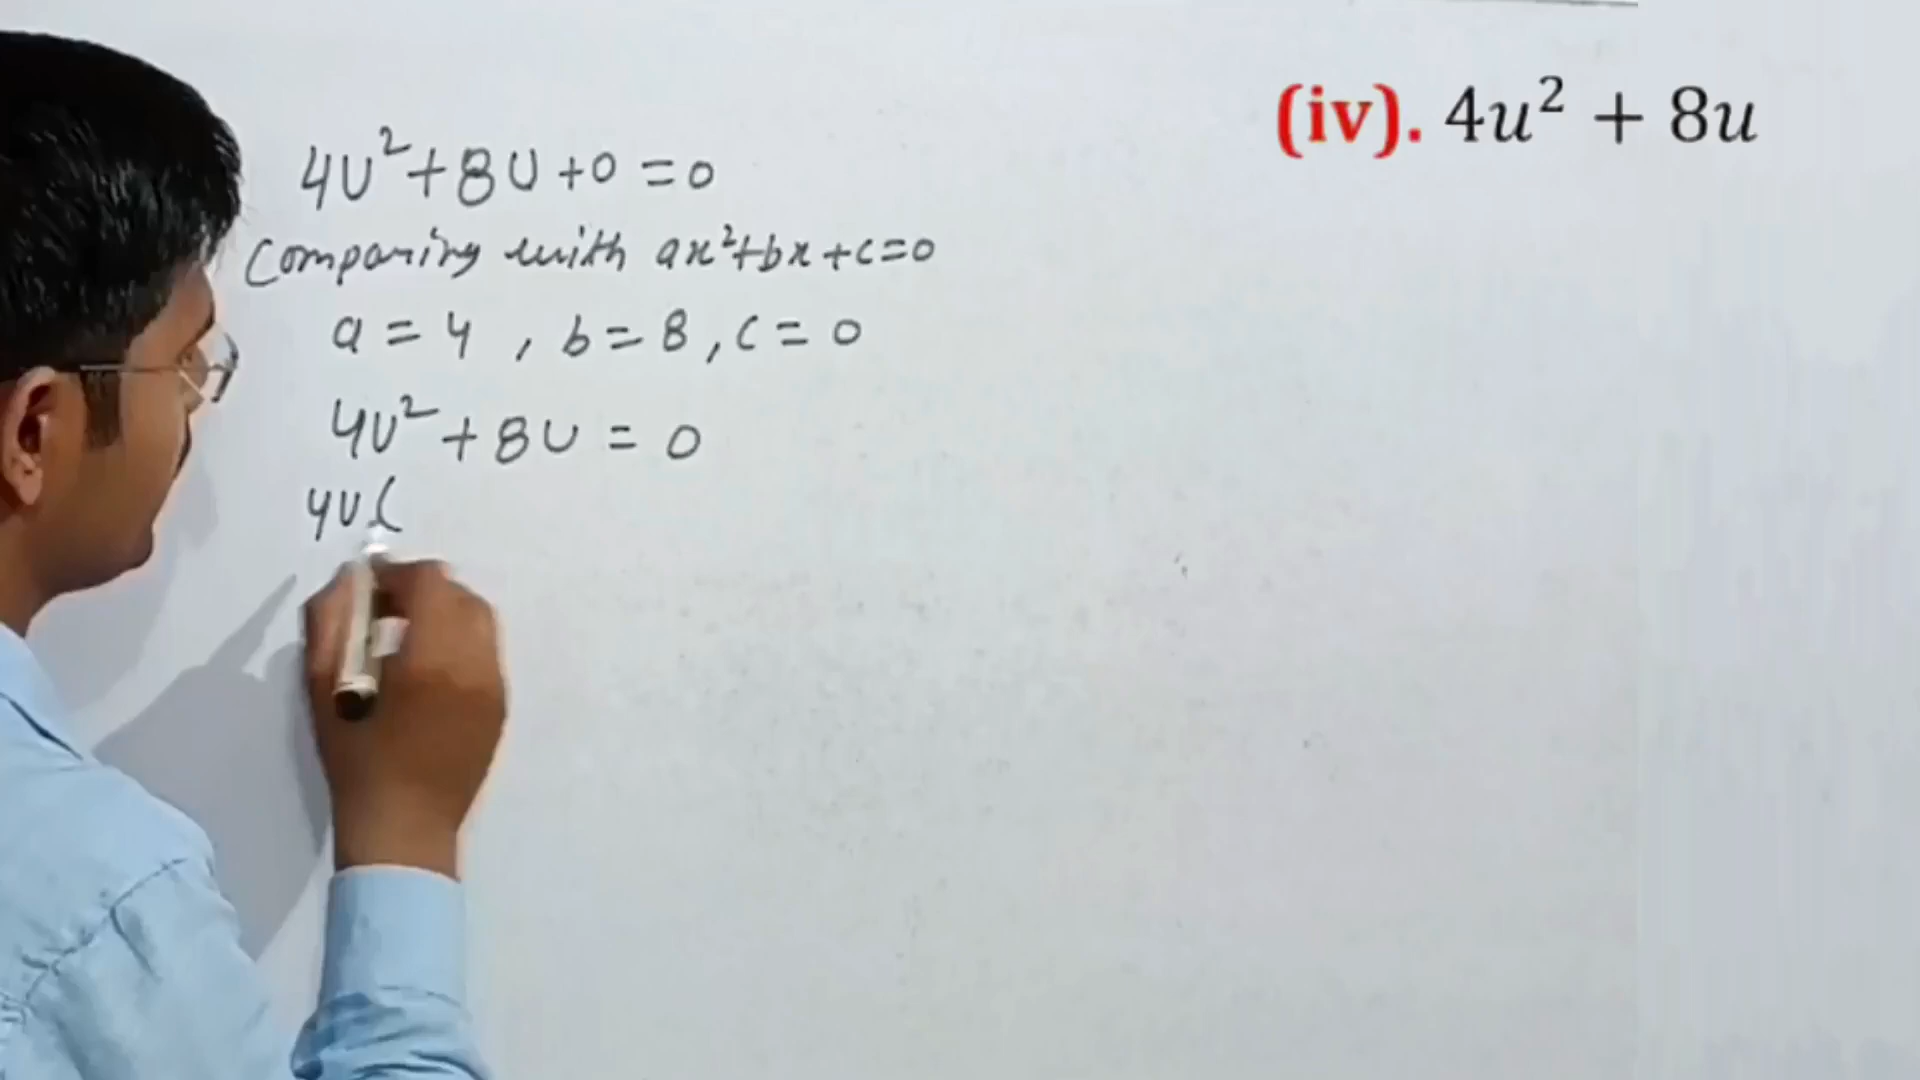 (iv). 4u² + 8u
4U²+8U+0 =0
Comparing with ax²+bx+c=0
a = 4 , b = 8 , c = 0
4U² + 8U = 0
4U(